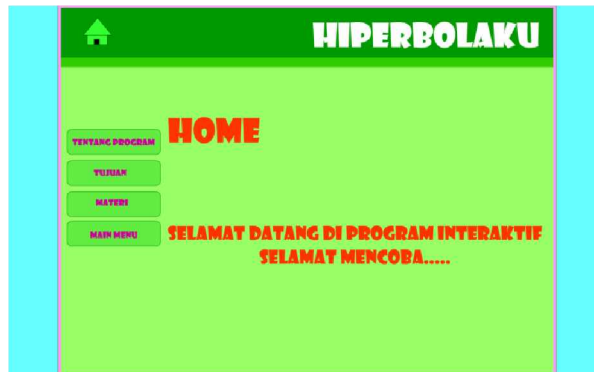 HIPERBOLAKU
HOME
TENTANG PROGRAM
TUJUAN
MATERI
MAIN MENU
SELAMAT DATANG DI PROGRAM INTERAKTIF
SELAMAT MENCOBA.....